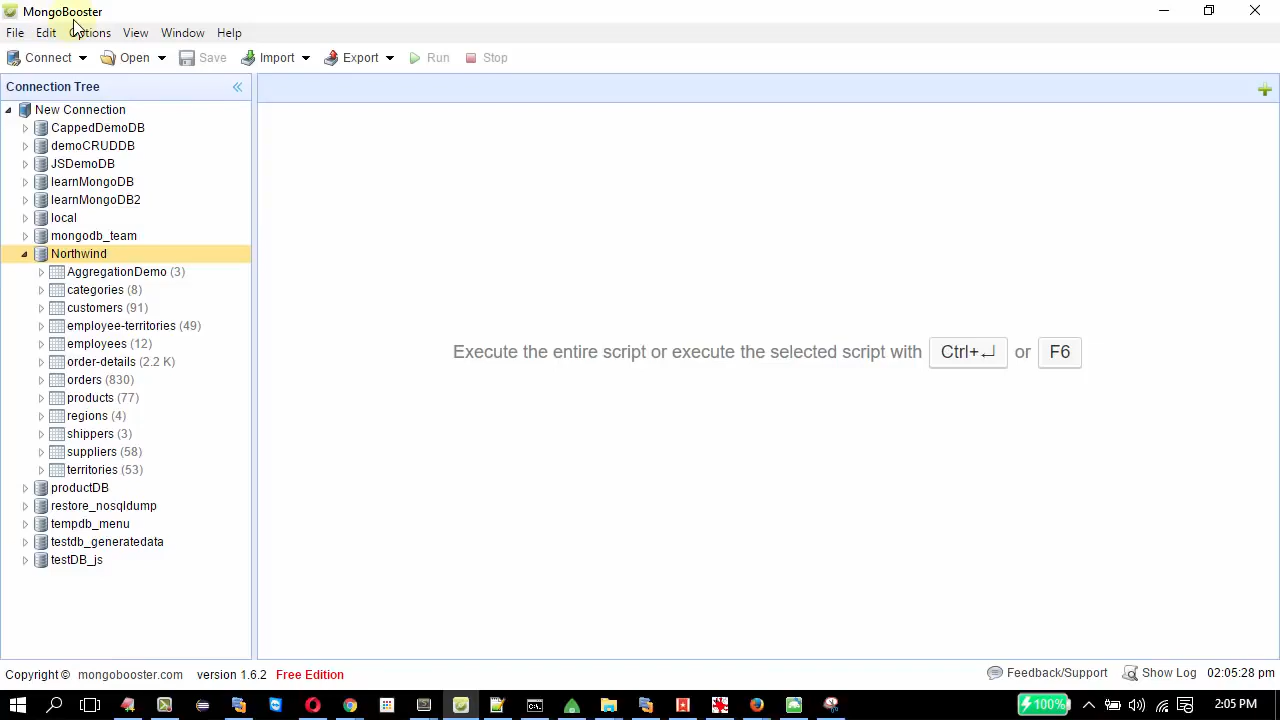 MongoBooster
File Edit Options View Window Help
Connect Open Save Import Export Run Stop
Connection Tree
New Connection
CappedDemoDB
demoCRUDDB
JSDemoDB
learnMongoDB
learnMongoDB2
local
mongodb_team
Northwind
AggregationDemo (3)
categories (8)
customers (91)
employee-territories (49)
employees (12)
order-details (2.2 K)
orders (830)
products (77)
regions (4)
shippers (3)
suppliers (58)
territories (53)
productDB
restore_nosqldump
tempdb_menu
testdb_generatedata
testDB_js
Execute the entire script or execute the selected script with Ctrl+↵ or F6
Copyright © mongobooster.com version 1.6.2 Free Edition Feedback/Support Show Log 02:05:28 pm
100% 2:05 PM